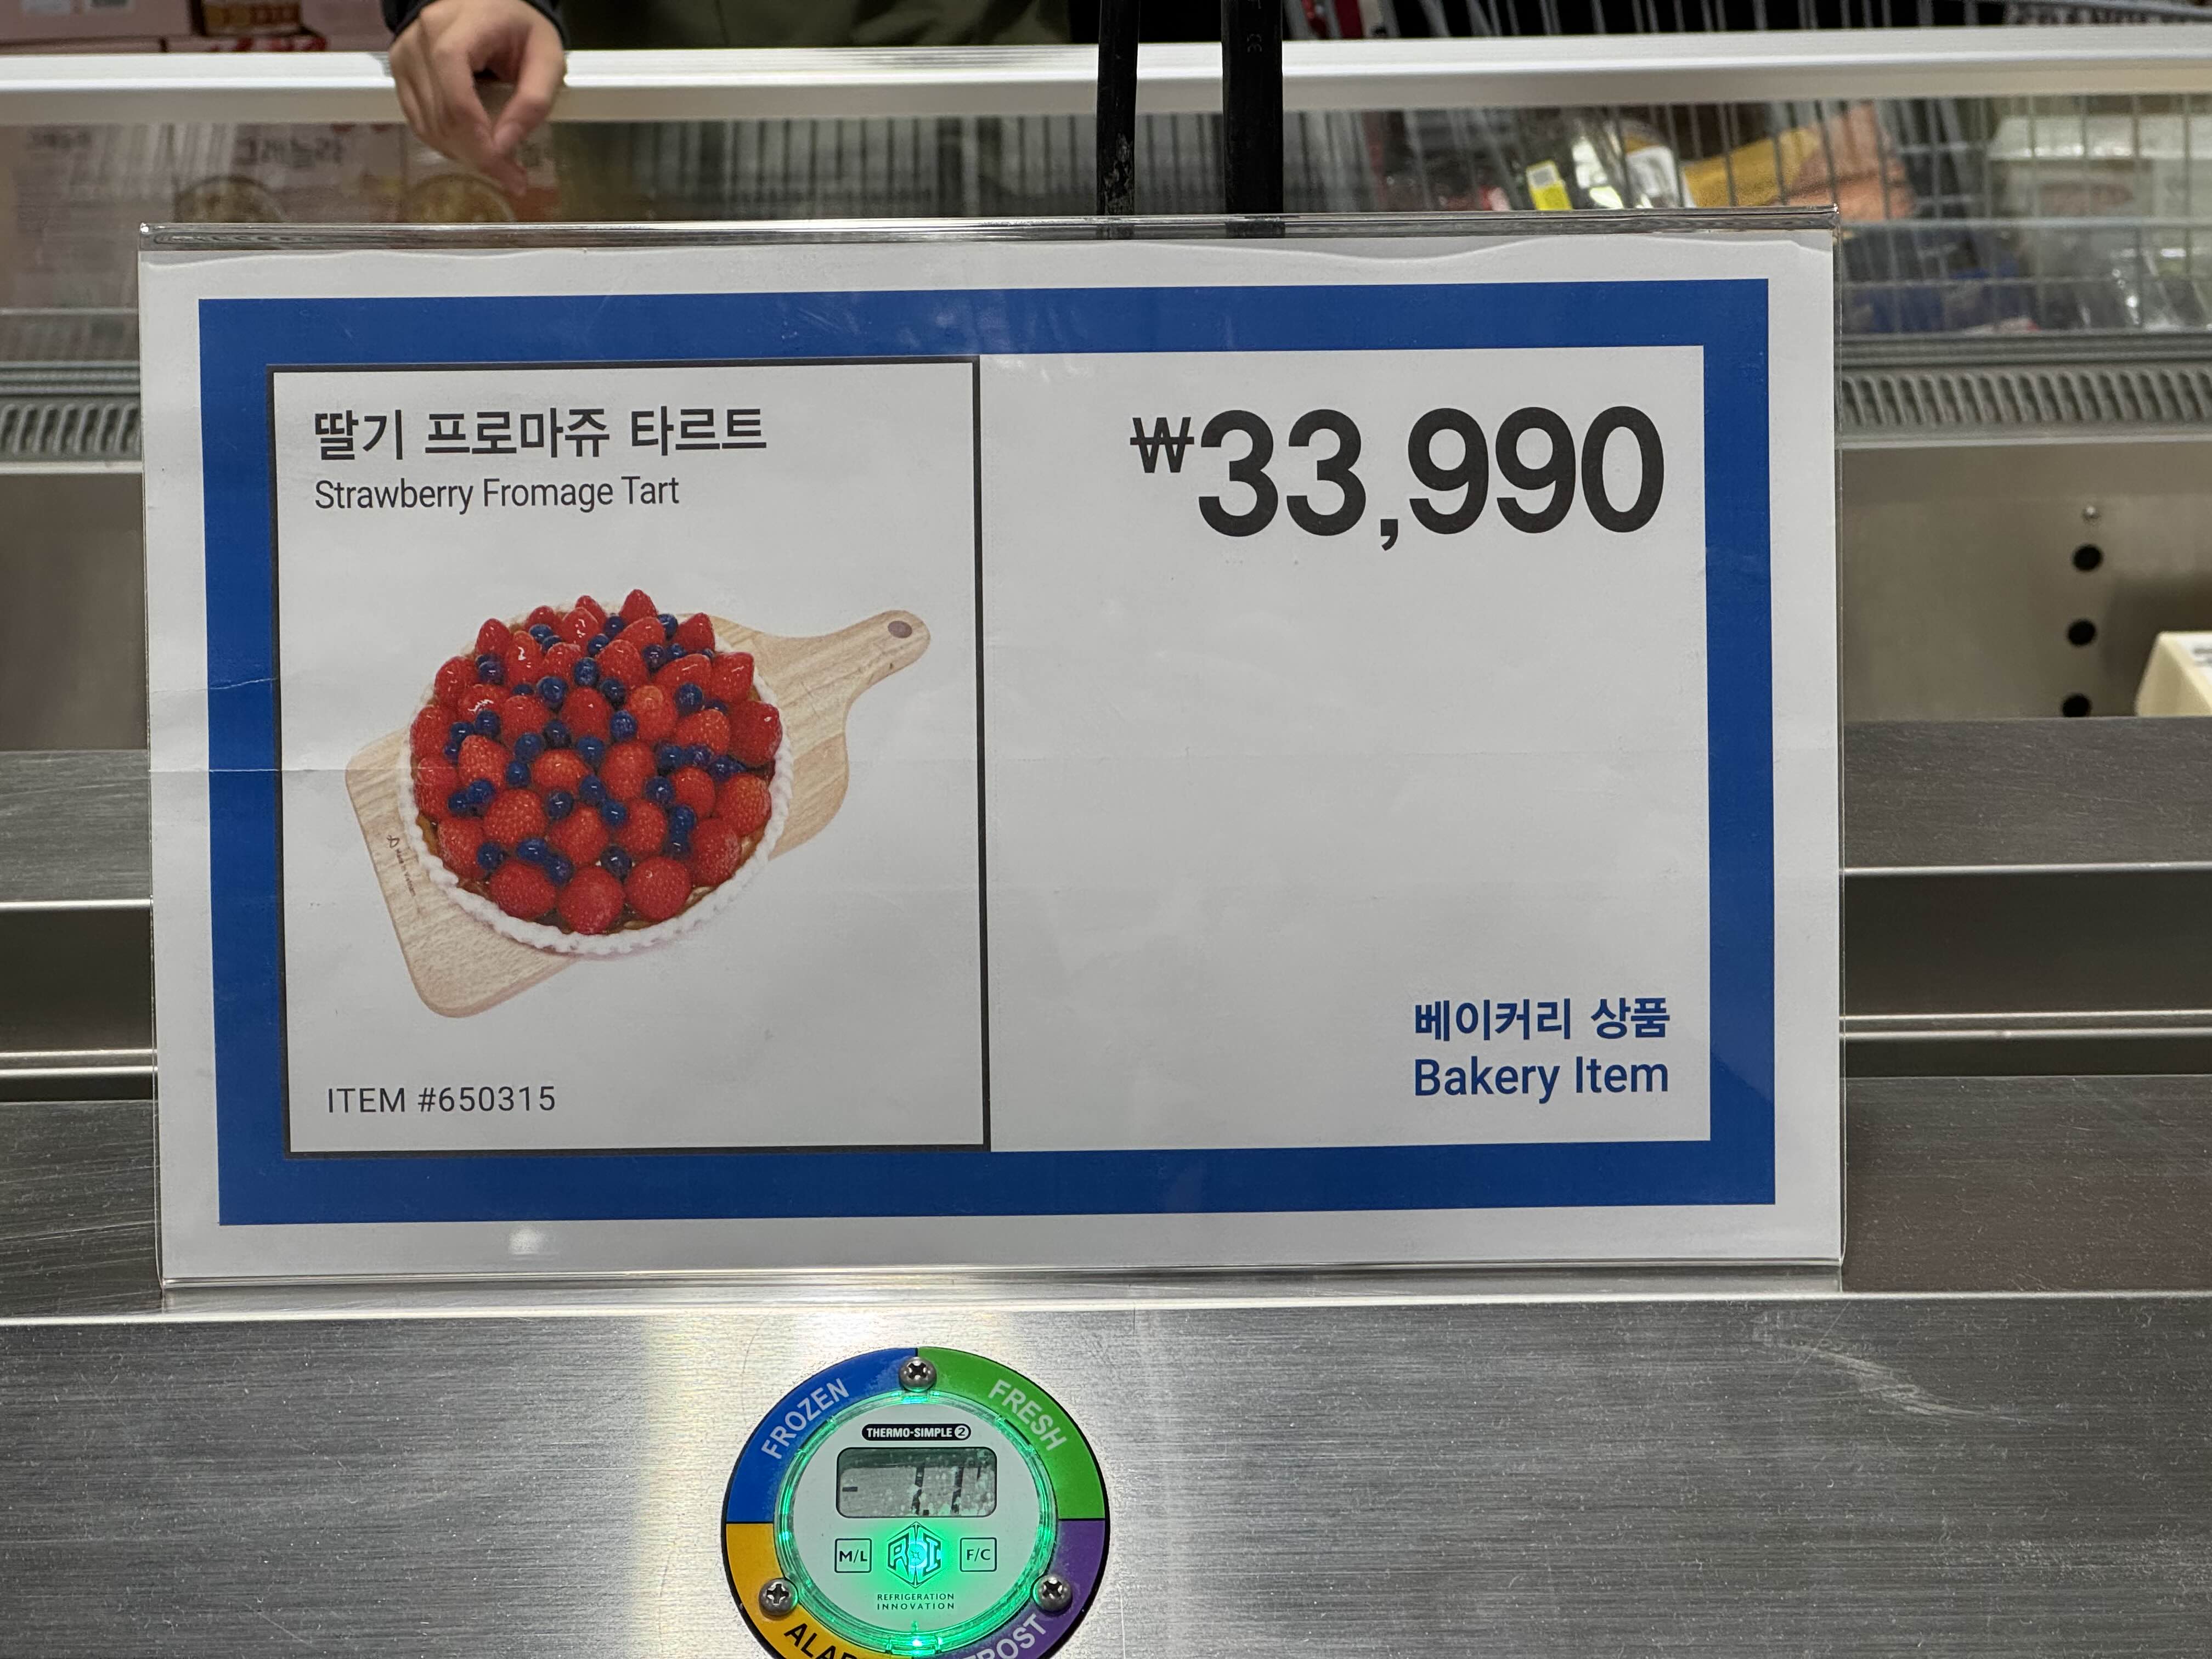 딸기 프로마쥬 타르트
Strawberry Fromage Tart
₩33,990
ITEM #650315
베이커리 상품
Bakery Item
FROZEN
FRESH
THERMO-SIMPLE 2
M/L
F/C
REFRIGERATION
INNOVATION